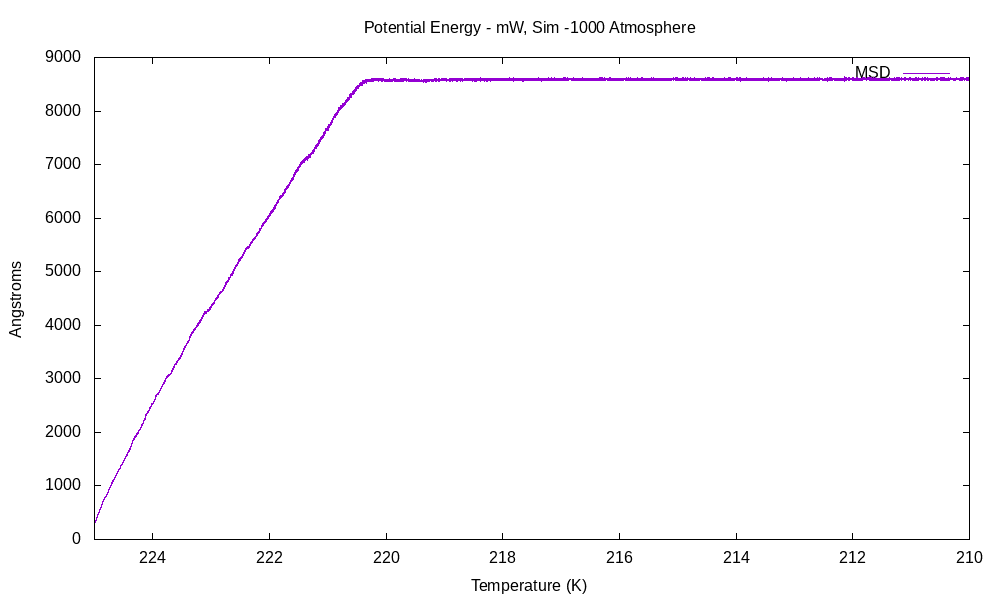 Potential Energy - mW, Sim -1000 Atmosphere
MSD
9000
8000
7000
6000
5000
4000
3000
2000
1000
0
Angstroms
224 222 220 218 216 214 212 210
Temperature (K)